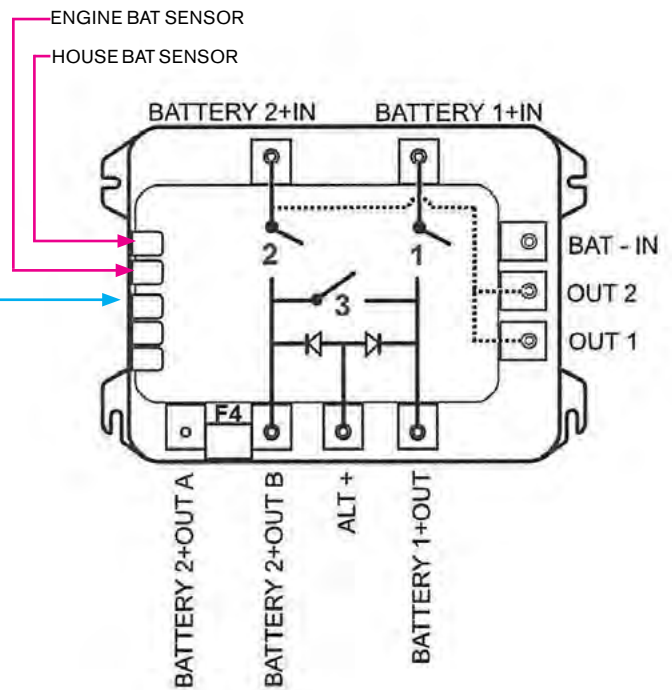 ENGINE BAT SENSOR
HOUSE BAT SENSOR
BATTERY 2+IN
BATTERY 1+IN
2
1
BAT - IN
3
OUT 2
OUT 1
F4
BATTERY 2+OUT A
BATTERY 2+OUT B
ALT +
BATTERY 1+OUT